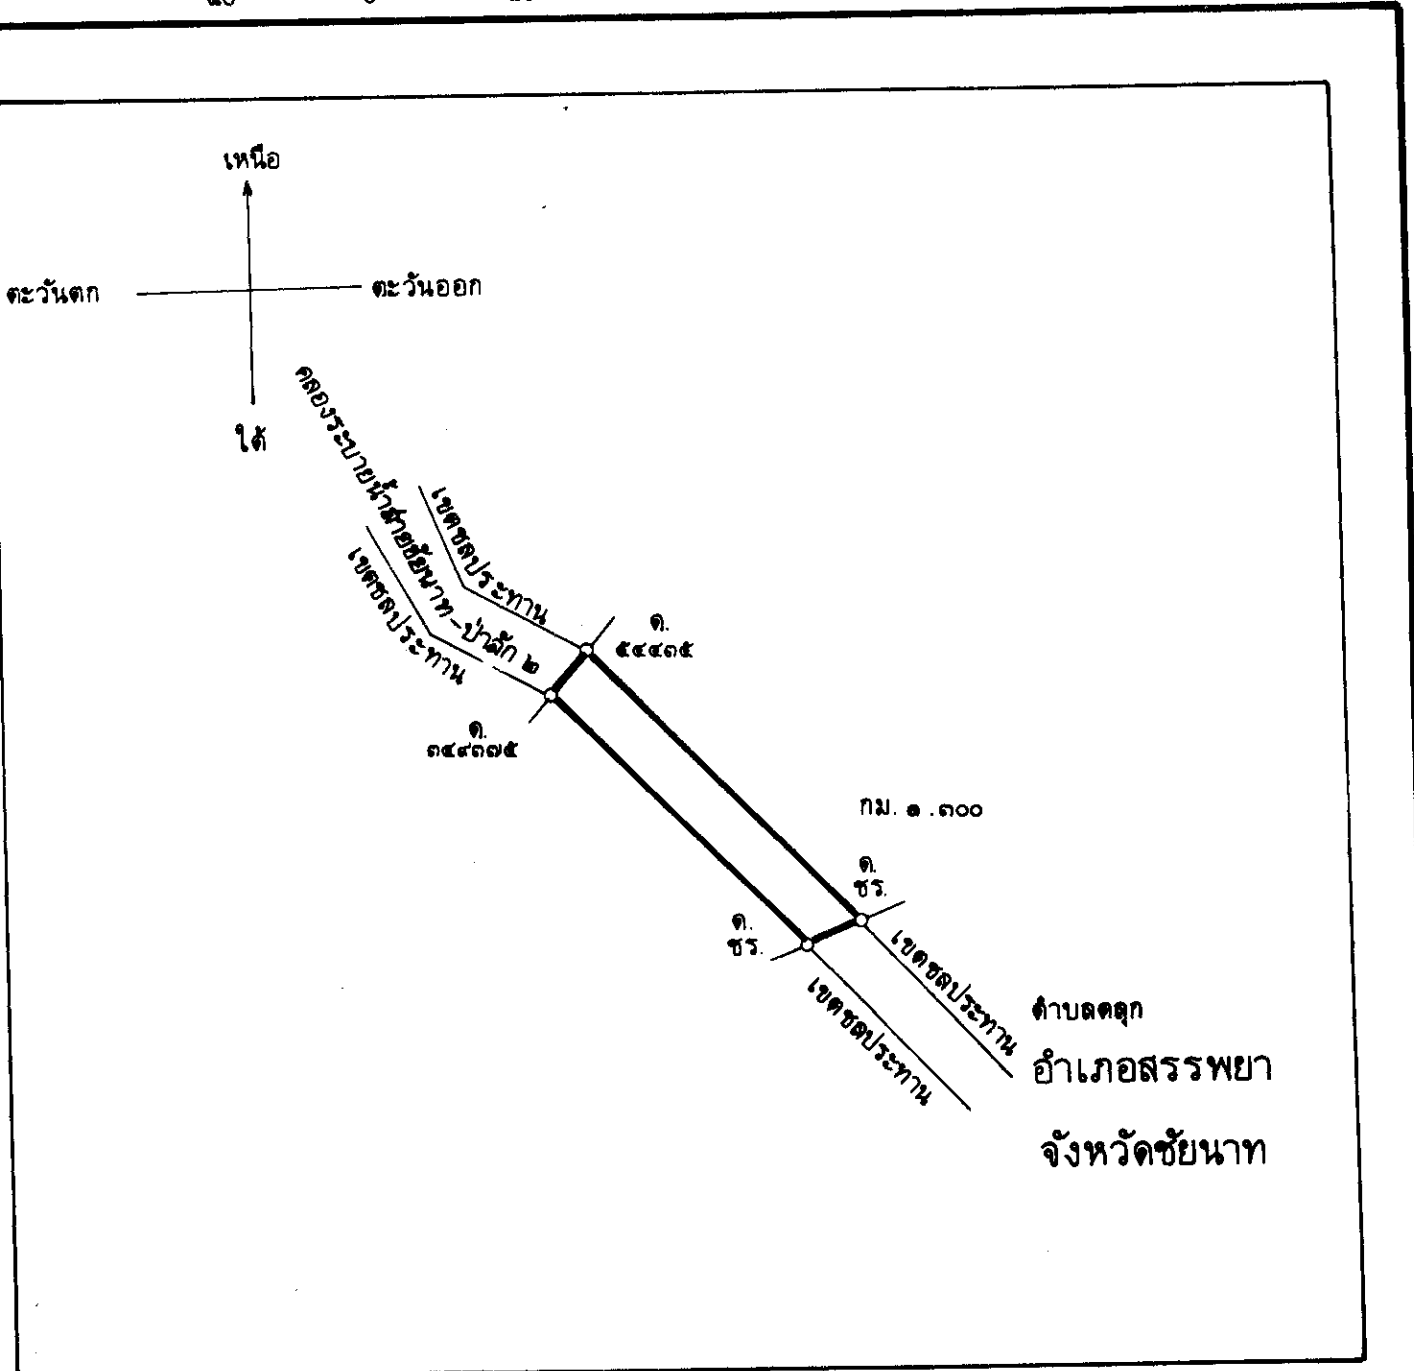 เหนือ
ตะวันตก
ตะวันออก
ใต้
คลองระบายน้ำสายชัยนาท-ป่าสัก ๒
เขตชลประทาน
เขตชลประทาน
ด.
๕๔๔๓๕
ด.
๓๔๙๓๗๕
กม. ๑.๓๐๐
ด.
ชร.
ด.
ชร.
เขตชลประทาน
เขตชลประทาน
ตำบลตลุก
อำเภอสรรพยา
จังหวัดชัยนาท